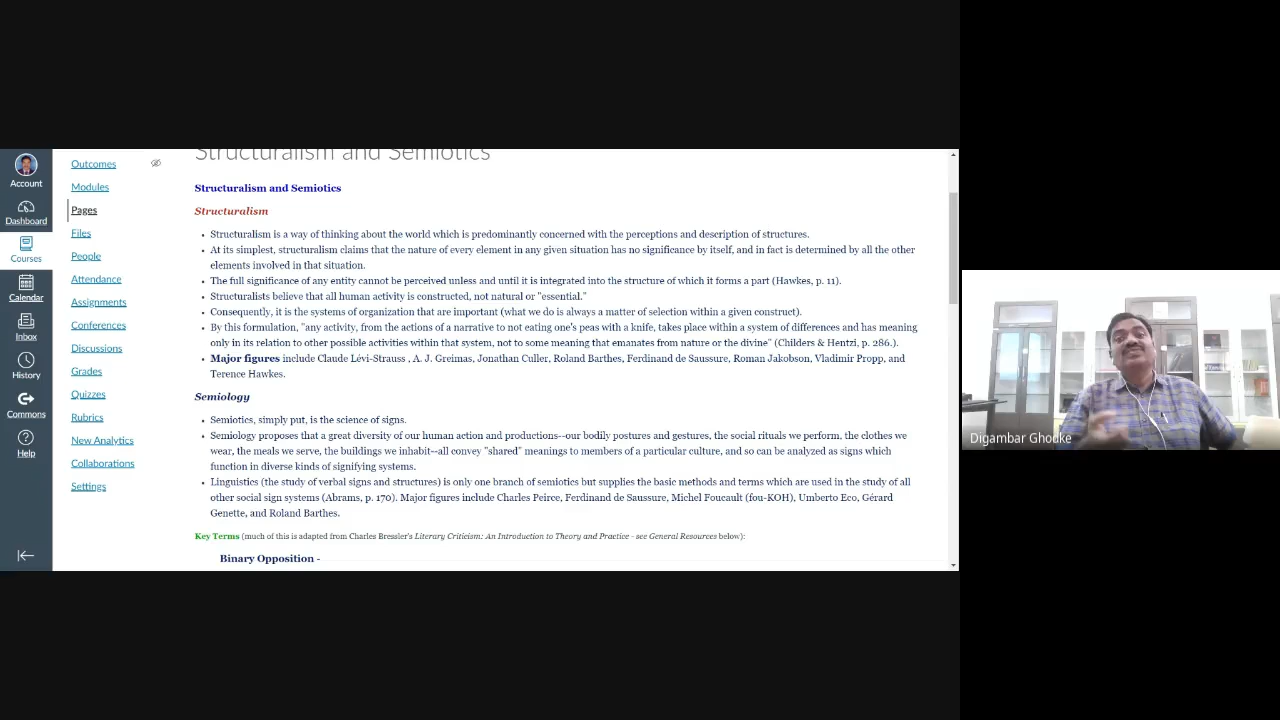 Structuralism and Semiotics
Account
Dashboard
Courses
Calendar
Inbox
History
Commons
Help
Outcomes
Modules
Pages
Files
People
Attendance
Assignments
Conferences
Discussions
Grades
Quizzes
Rubrics
New Analytics
Collaborations
Settings
Structuralism and Semiotics
Structuralism
• Structuralism is a way of thinking about the world which is predominantly concerned with the perceptions and description of structures.
• At its simplest, structuralism claims that the nature of every element in any given situation has no significance by itself, and in fact is determined by all the other
elements involved in that situation.
• The full significance of any entity cannot be perceived unless and until it is integrated into the structure of which it forms a part (Hawkes, p. 11).
• Structuralists believe that all human activity is constructed, not natural or "essential."
• Consequently, it is the systems of organization that are important (what we do is always a matter of selection within a given construct).
• By this formulation, "any activity, from the actions of a narrative to not eating one's peas with a knife, takes place within a system of differences and has meaning
only in its relation to other possible activities within that system, not to some meaning that emanates from nature or the divine" (Childers & Hentzi, p. 286.).
• Major figures include Claude Lévi-Strauss , A. J. Greimas, Jonathan Culler, Roland Barthes, Ferdinand de Saussure, Roman Jakobson, Vladimir Propp, and
Terence Hawkes.
Semiology
• Semiotics, simply put, is the science of signs.
• Semiology proposes that a great diversity of our human action and productions--our bodily postures and gestures, the social rituals we perform, the clothes we
wear, the meals we serve, the buildings we inhabit--all convey "shared" meanings to members of a particular culture, and so can be analyzed as signs which
function in diverse kinds of signifying systems.
• Linguistics (the study of verbal signs and structures) is only one branch of semiotics but supplies the basic methods and terms which are used in the study of all
other social sign systems (Abrams, p. 170). Major figures include Charles Peirce, Ferdinand de Saussure, Michel Foucault (fou-KOH), Umberto Eco, Gérard
Genette, and Roland Barthes.
Key Terms (much of this is adapted from Charles Bressler's Literary Criticism: An Introduction to Theory and Practice - see General Resources below):
Binary Opposition -
Digambar Ghodke